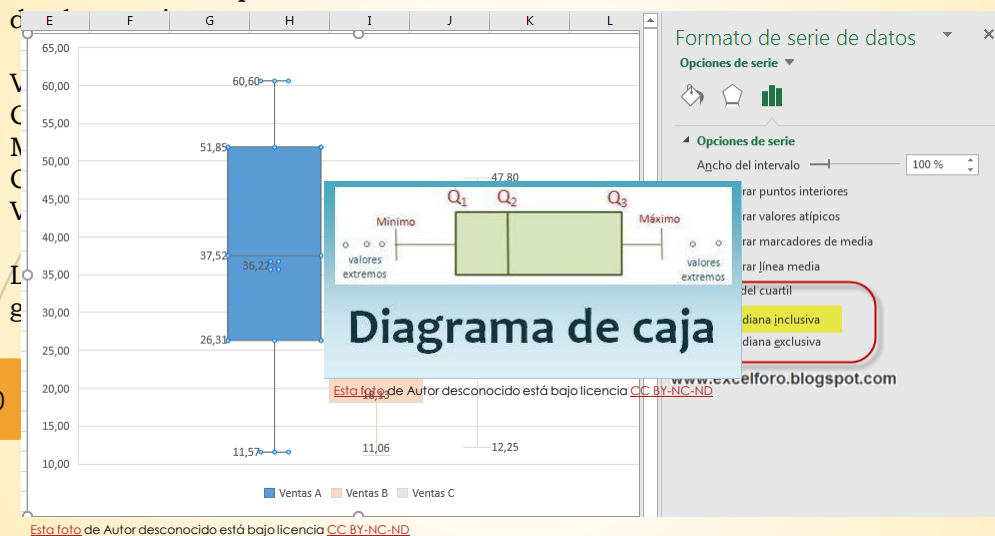 E F G H I J K L
65,00
60,00
55,00
50,00
45,00
40,00
35,00
30,00
25,00
20,00
15,00
10,00
60,60
51,85
37,52
36,22
26,31
11,57
47,80
18,13
11,06
12,25
Ventas A Ventas B Ventas C
Q1 Q2 Q3
Mínimo Máximo
valores
extremos
valores
extremos
Diagrama de caja
Esta foto de Autor desconocido está bajo licencia CC BY-NC-ND
Formato de serie de datos
Opciones de serie
Opciones de serie
Ancho del intervalo 100 %
rar puntos interiores
rar valores atípicos
rar marcadores de media
rar línea media
del cuartil
diana inclusiva
diana exclusiva
www.excelforo.blogspot.com
Esta foto de Autor desconocido está bajo licencia CC BY-NC-ND